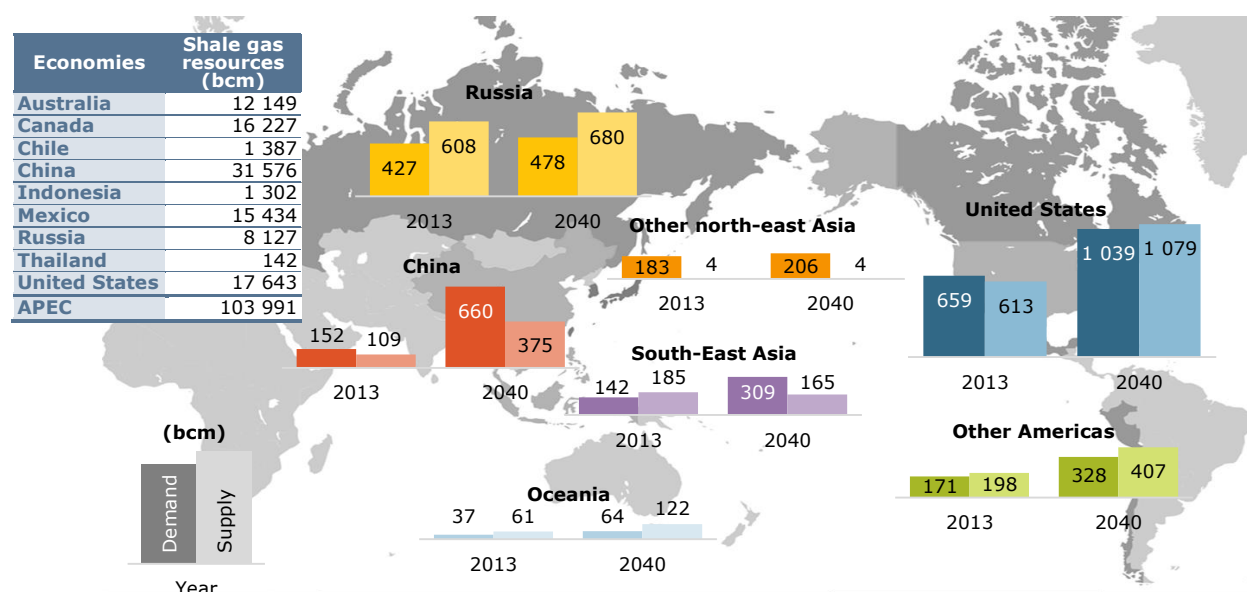 Economies Shale gas resources (bcm)
Australia 12 149
Canada 16 227
Chile 1 387
China 31 576
Indonesia 1 302
Mexico 15 434
Russia 8 127
Thailand 142
United States 17 643
APEC 103 991
Russia
427 608 478 680
2013 2040
Other north-east Asia
183 4 206 4
2013 2040
United States
659 613 1 039 1 079
2013 2040
China
152 109 660 375
2013 2040
South-East Asia
142 185 309 165
2013 2040
Other Americas
171 198 328 407
2013 2040
Oceania
37 61 64 122
2013 2040
(bcm)
Demand
Supply
Year